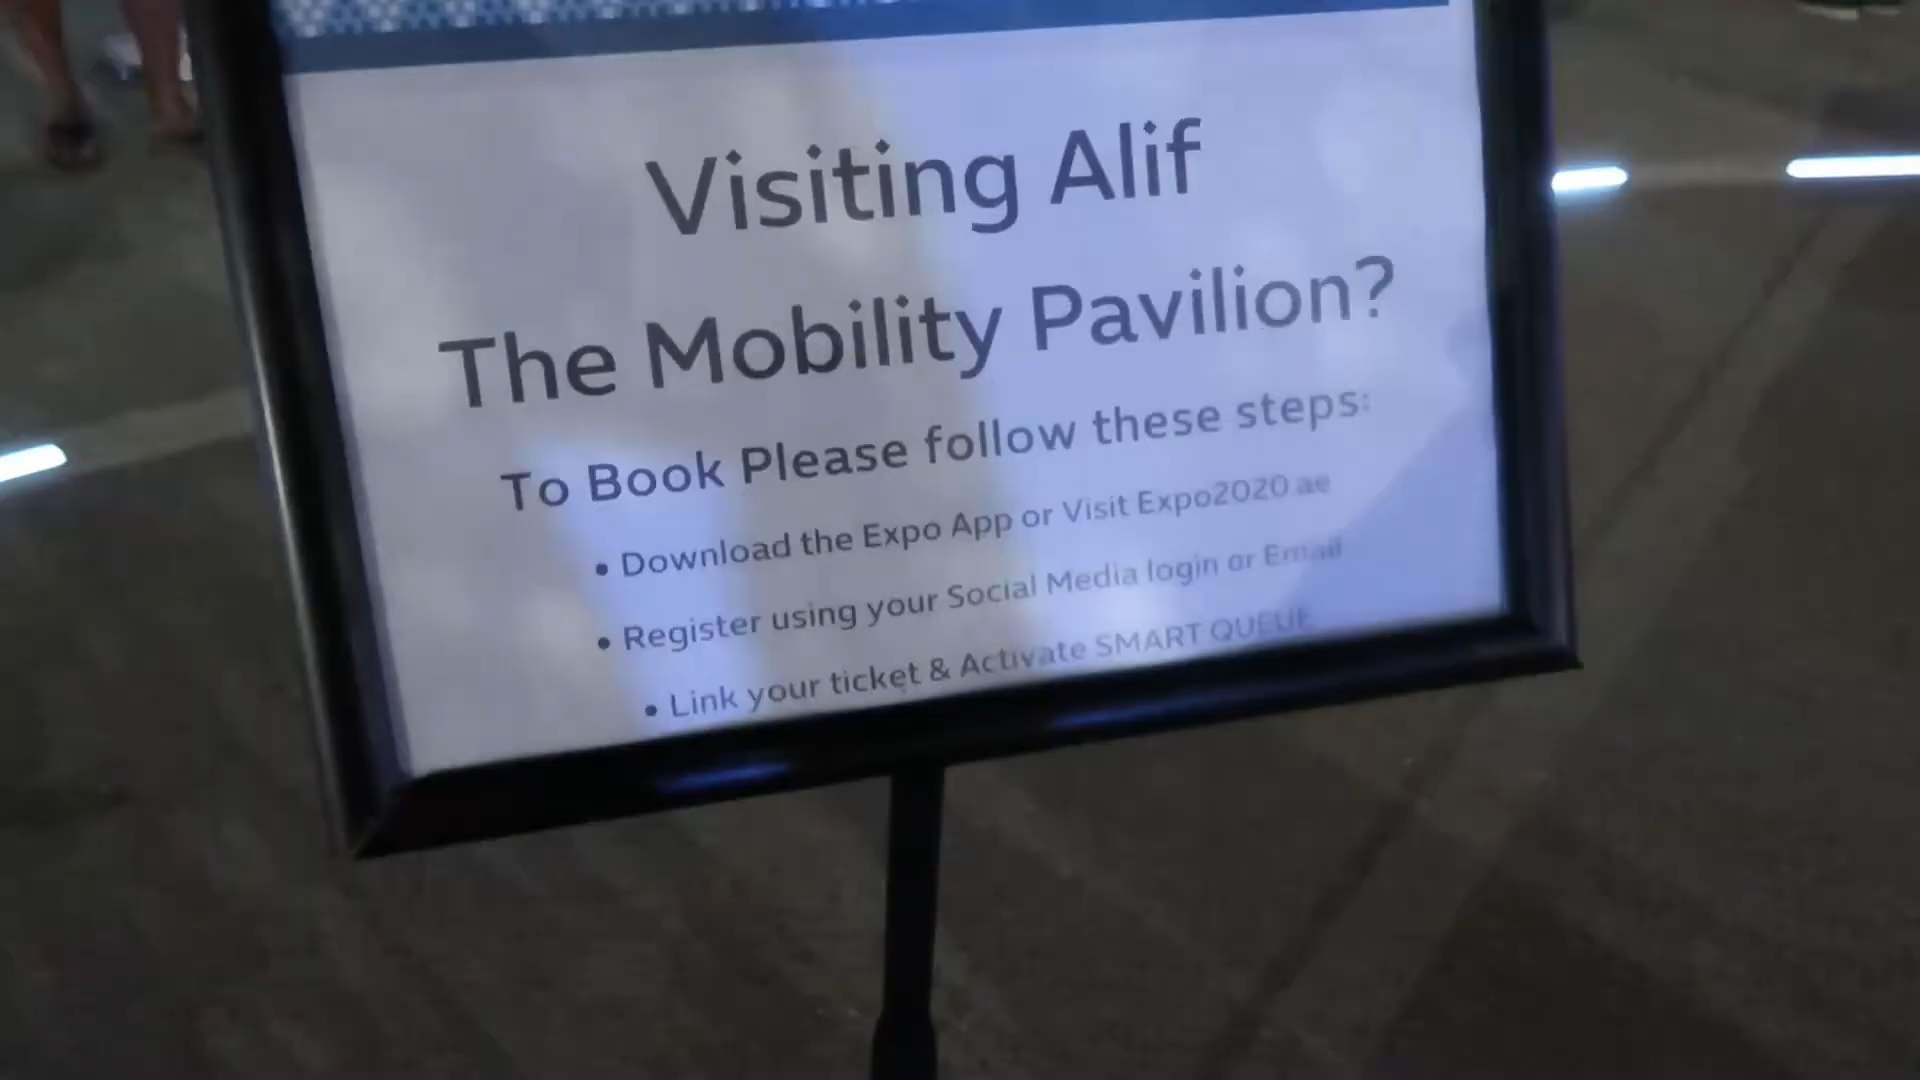 Visiting Alif
The Mobility Pavilion?
To Book Please follow these steps:
• Download the Expo App or Visit Expo2020.ae
• Register using your Social Media login or Email
• Link your ticket & Activate SMART QUEUE